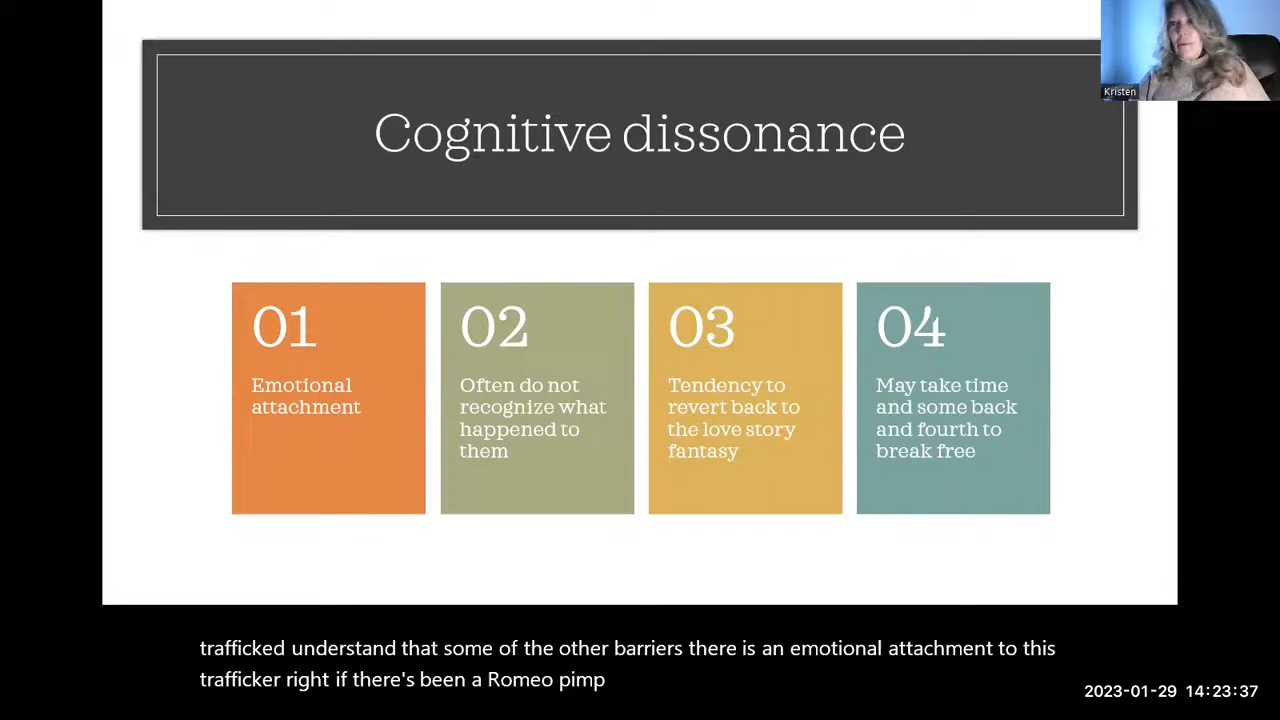 Kristen
Cognitive dissonance
01
Emotional
attachment
02
Often do not
recognize what
happened to
them
03
Tendency to
revert back to
the love story
fantasy
04
May take time
and some back
and fourth to
break free
trafficked understand that some of the other barriers there is an emotional attachment to this
trafficker right if there's been a Romeo pimp
2023-01-29 14:23:37